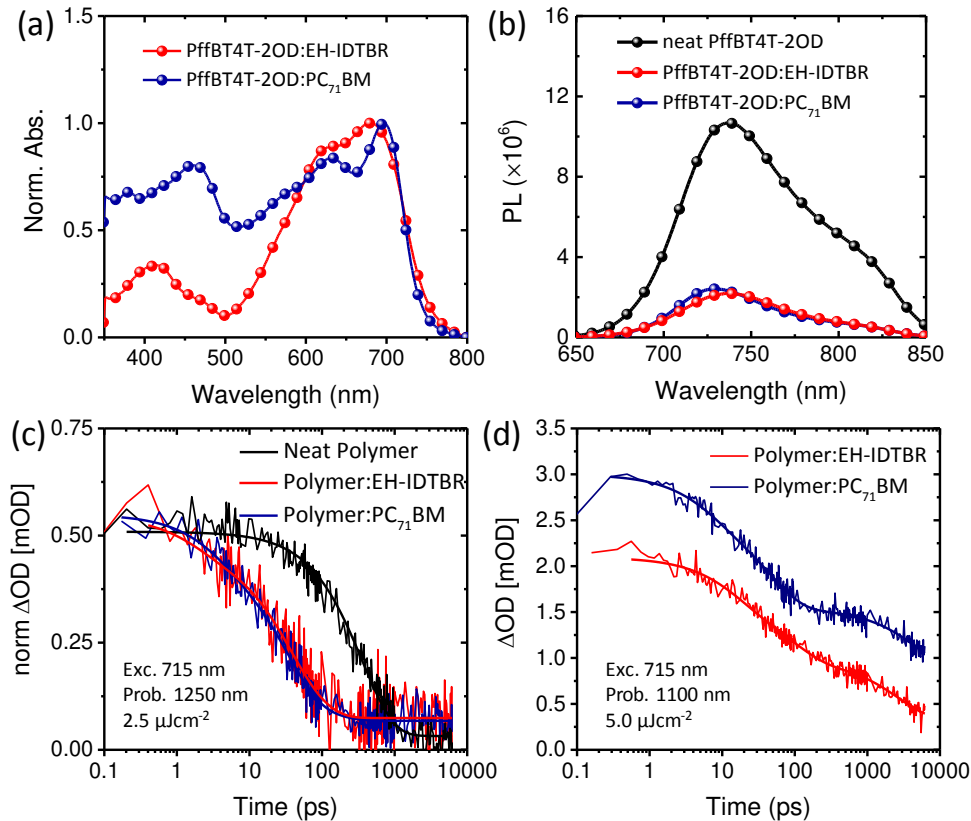 (a)
1.5
1.0
0.5
0.0
Norm. Abs.
PffBT4T-2OD:EH-IDTBR
PffBT4T-2OD:PC₇₁BM
400 500 600 700 800
Wavelength (nm)
(b)
16
12
8
4
0
PL (×10⁶)
neat PffBT4T-2OD
PffBT4T-2OD:EH-IDTBR
PffBT4T-2OD:PC₇₁BM
650 700 750 800 850
Wavelength (nm)
(c)
0.75
0.50
0.25
0.00
norm ΔOD [mOD]
Neat Polymer
Polymer:EH-IDTBR
Polymer:PC₇₁BM
Exc. 715 nm
Prob. 1250 nm
2.5 μJcm⁻²
0.1 1 10 100 1000 10000
Time (ps)
(d)
3.5
3.0
2.5
2.0
1.5
1.0
0.5
0.0
ΔOD [mOD]
Polymer:EH-IDTBR
Polymer:PC₇₁BM
Exc. 715 nm
Prob. 1100 nm
5.0 μJcm⁻²
0.1 1 10 100 1000 10000
Time (ps)